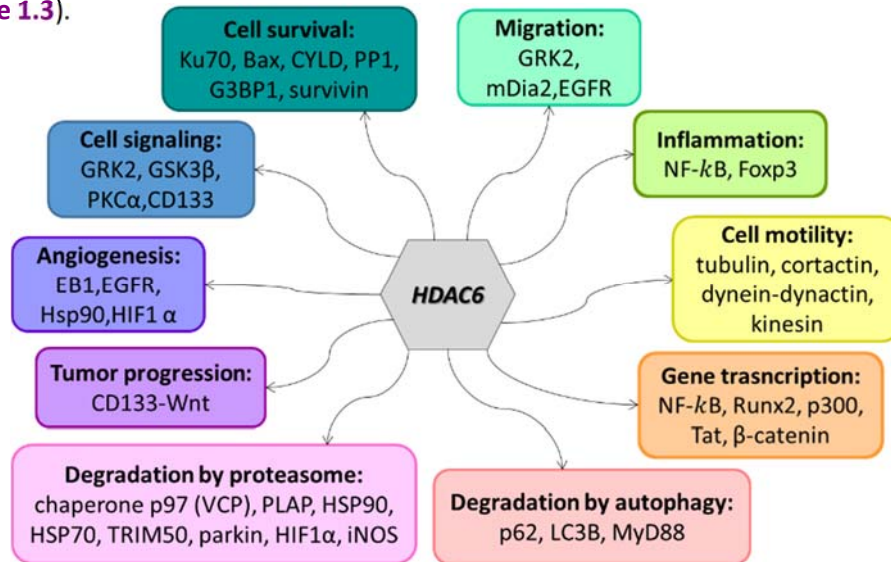 e 1.3).
Cell survival:
Ku70, Bax, CYLD, PP1,
G3BP1, survivin
Migration:
GRK2,
mDia2,EGFR
Cell signaling:
GRK2, GSK3β,
PKCα,CD133
Inflammation:
NF-kB, Foxp3
Angiogenesis:
EB1,EGFR,
Hsp90,HIF1 α
HDAC6
Cell motility:
tubulin, cortactin,
dynein-dynactin,
kinesin
Tumor progression:
CD133-Wnt
Gene trasncription:
NF-kB, Runx2, p300,
Tat, β-catenin
Degradation by proteasome:
chaperone p97 (VCP), PLAP, HSP90,
HSP70, TRIM50, parkin, HIF1α, iNOS
Degradation by autophagy:
p62, LC3B, MyD88